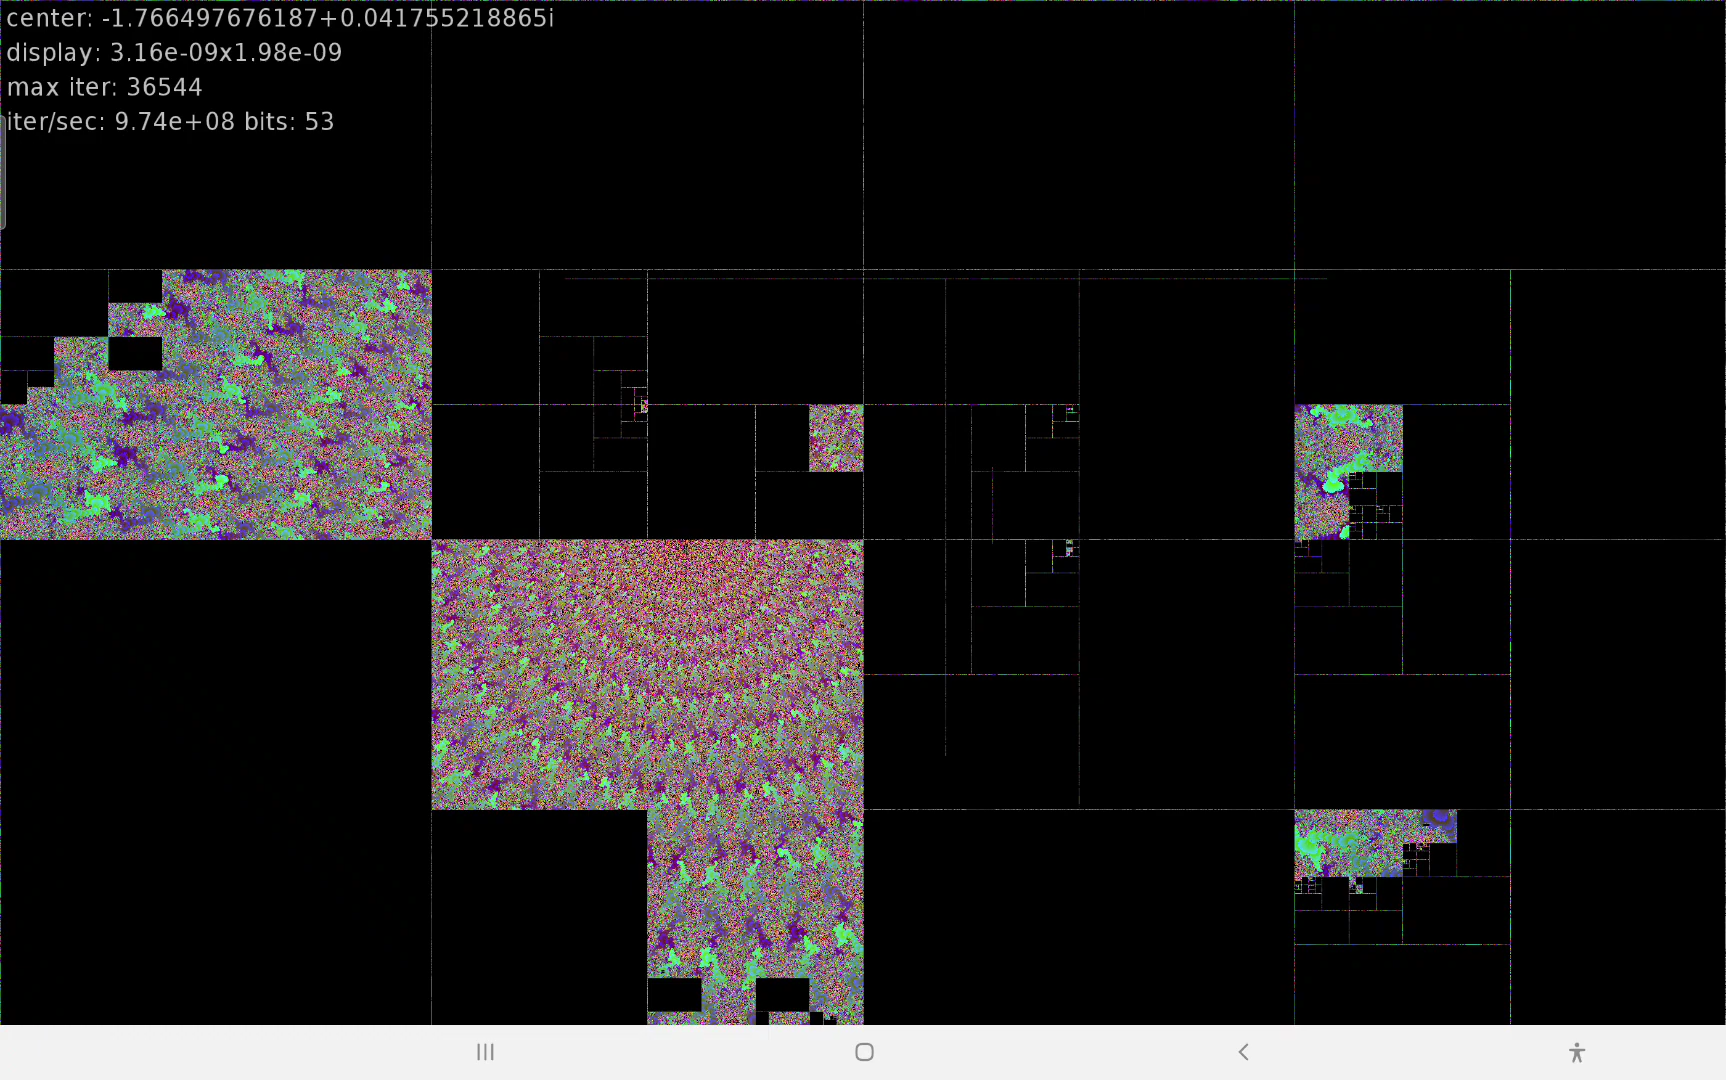 center: -1.766497676187+0.041755218865i
display: 3.16e-09x1.98e-09
max iter: 36544
iter/sec: 9.74e+08 bits: 53